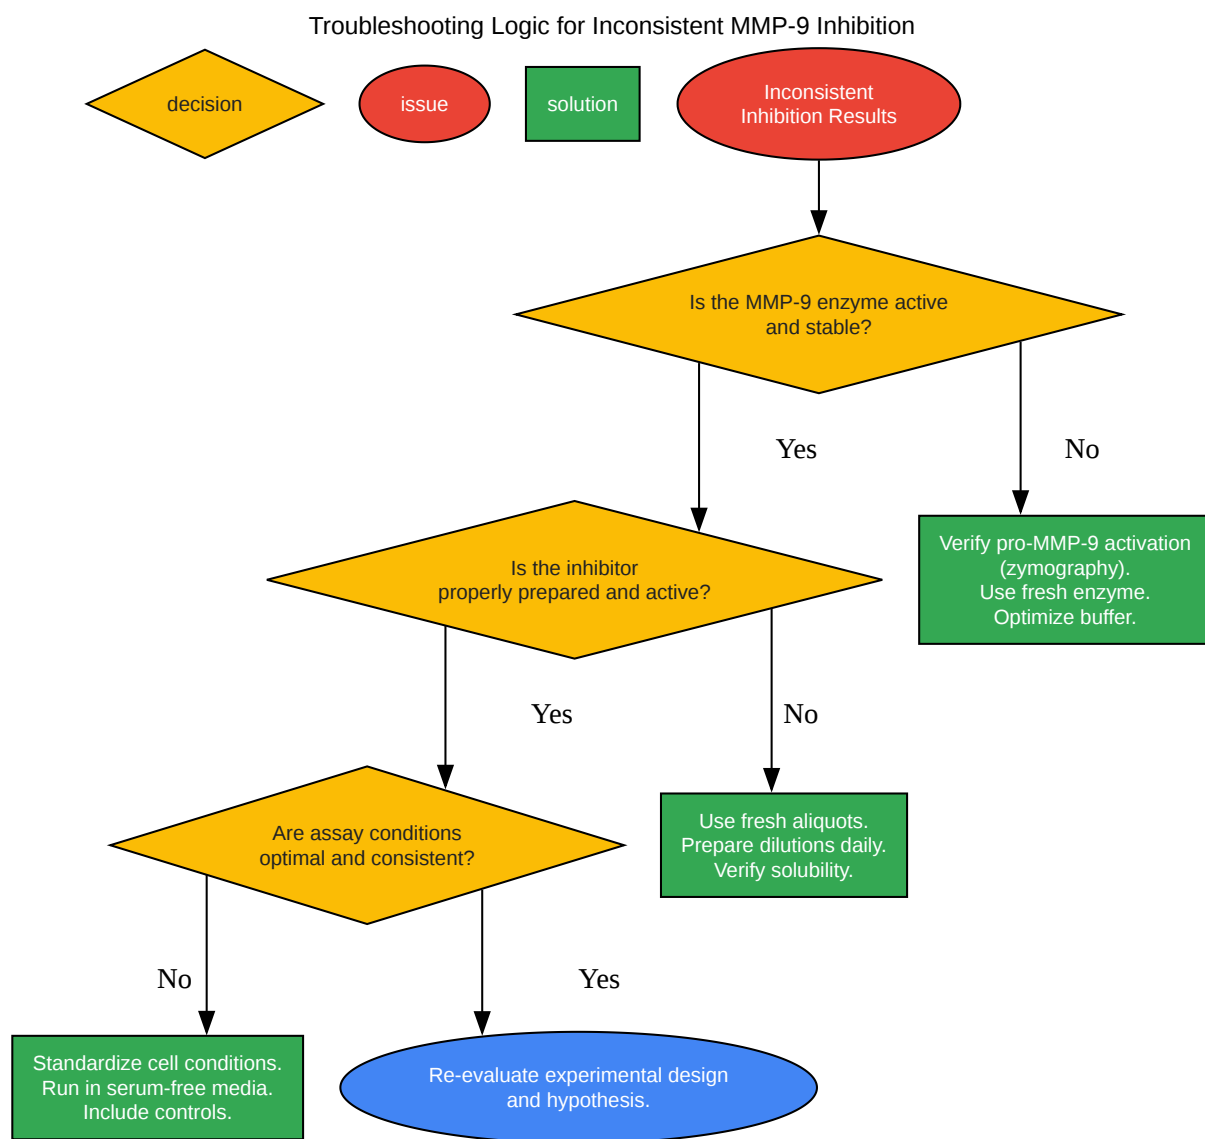 Troubleshooting Logic for Inconsistent MMP-9 Inhibition
decision
issue
solution
Inconsistent
Inhibition Results
Is the MMP-9 enzyme active
and stable?
Yes
No
Verify pro-MMP-9 activation
(zymography).
Use fresh enzyme.
Optimize buffer.
Is the inhibitor
properly prepared and active?
Yes
No
Use fresh aliquots.
Prepare dilutions daily.
Verify solubility.
Are assay conditions
optimal and consistent?
No
Yes
Standardize cell conditions.
Run in serum-free media.
Include controls.
Re-evaluate experimental design
and hypothesis.